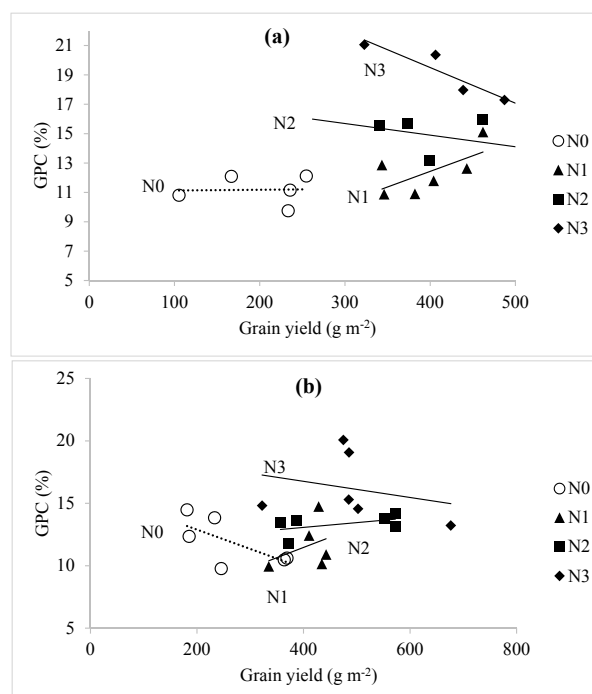 (a)
21
19
17
15
13
11
9
7
5
GPC (%)
N3
N2
N1
N0
N0
N1
N2
N3
0 100 200 300 400 500
Grain yield (g m⁻²)
(b)
25
20
15
10
5
GPC (%)
N3
N0
N2
N1
N0
N1
N2
N3
0 200 400 600 800
Grain yield (g m⁻²)